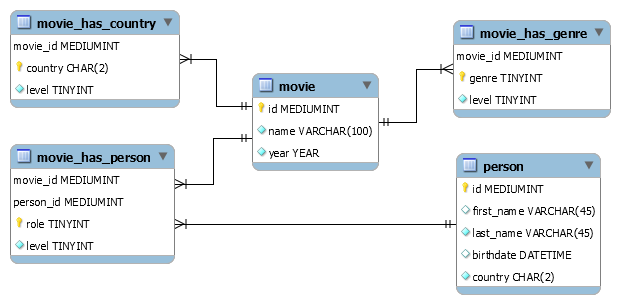 movie_has_country
movie_id MEDIUMINT
country CHAR(2)
level TINYINT
movie
id MEDIUMINT
name VARCHAR(100)
year YEAR
movie_has_genre
movie_id MEDIUMINT
genre TINYINT
level TINYINT
movie_has_person
movie_id MEDIUMINT
person_id MEDIUMINT
role TINYINT
level TINYINT
person
id MEDIUMINT
first_name VARCHAR(45)
last_name VARCHAR(45)
birthdate DATETIME
country CHAR(2)